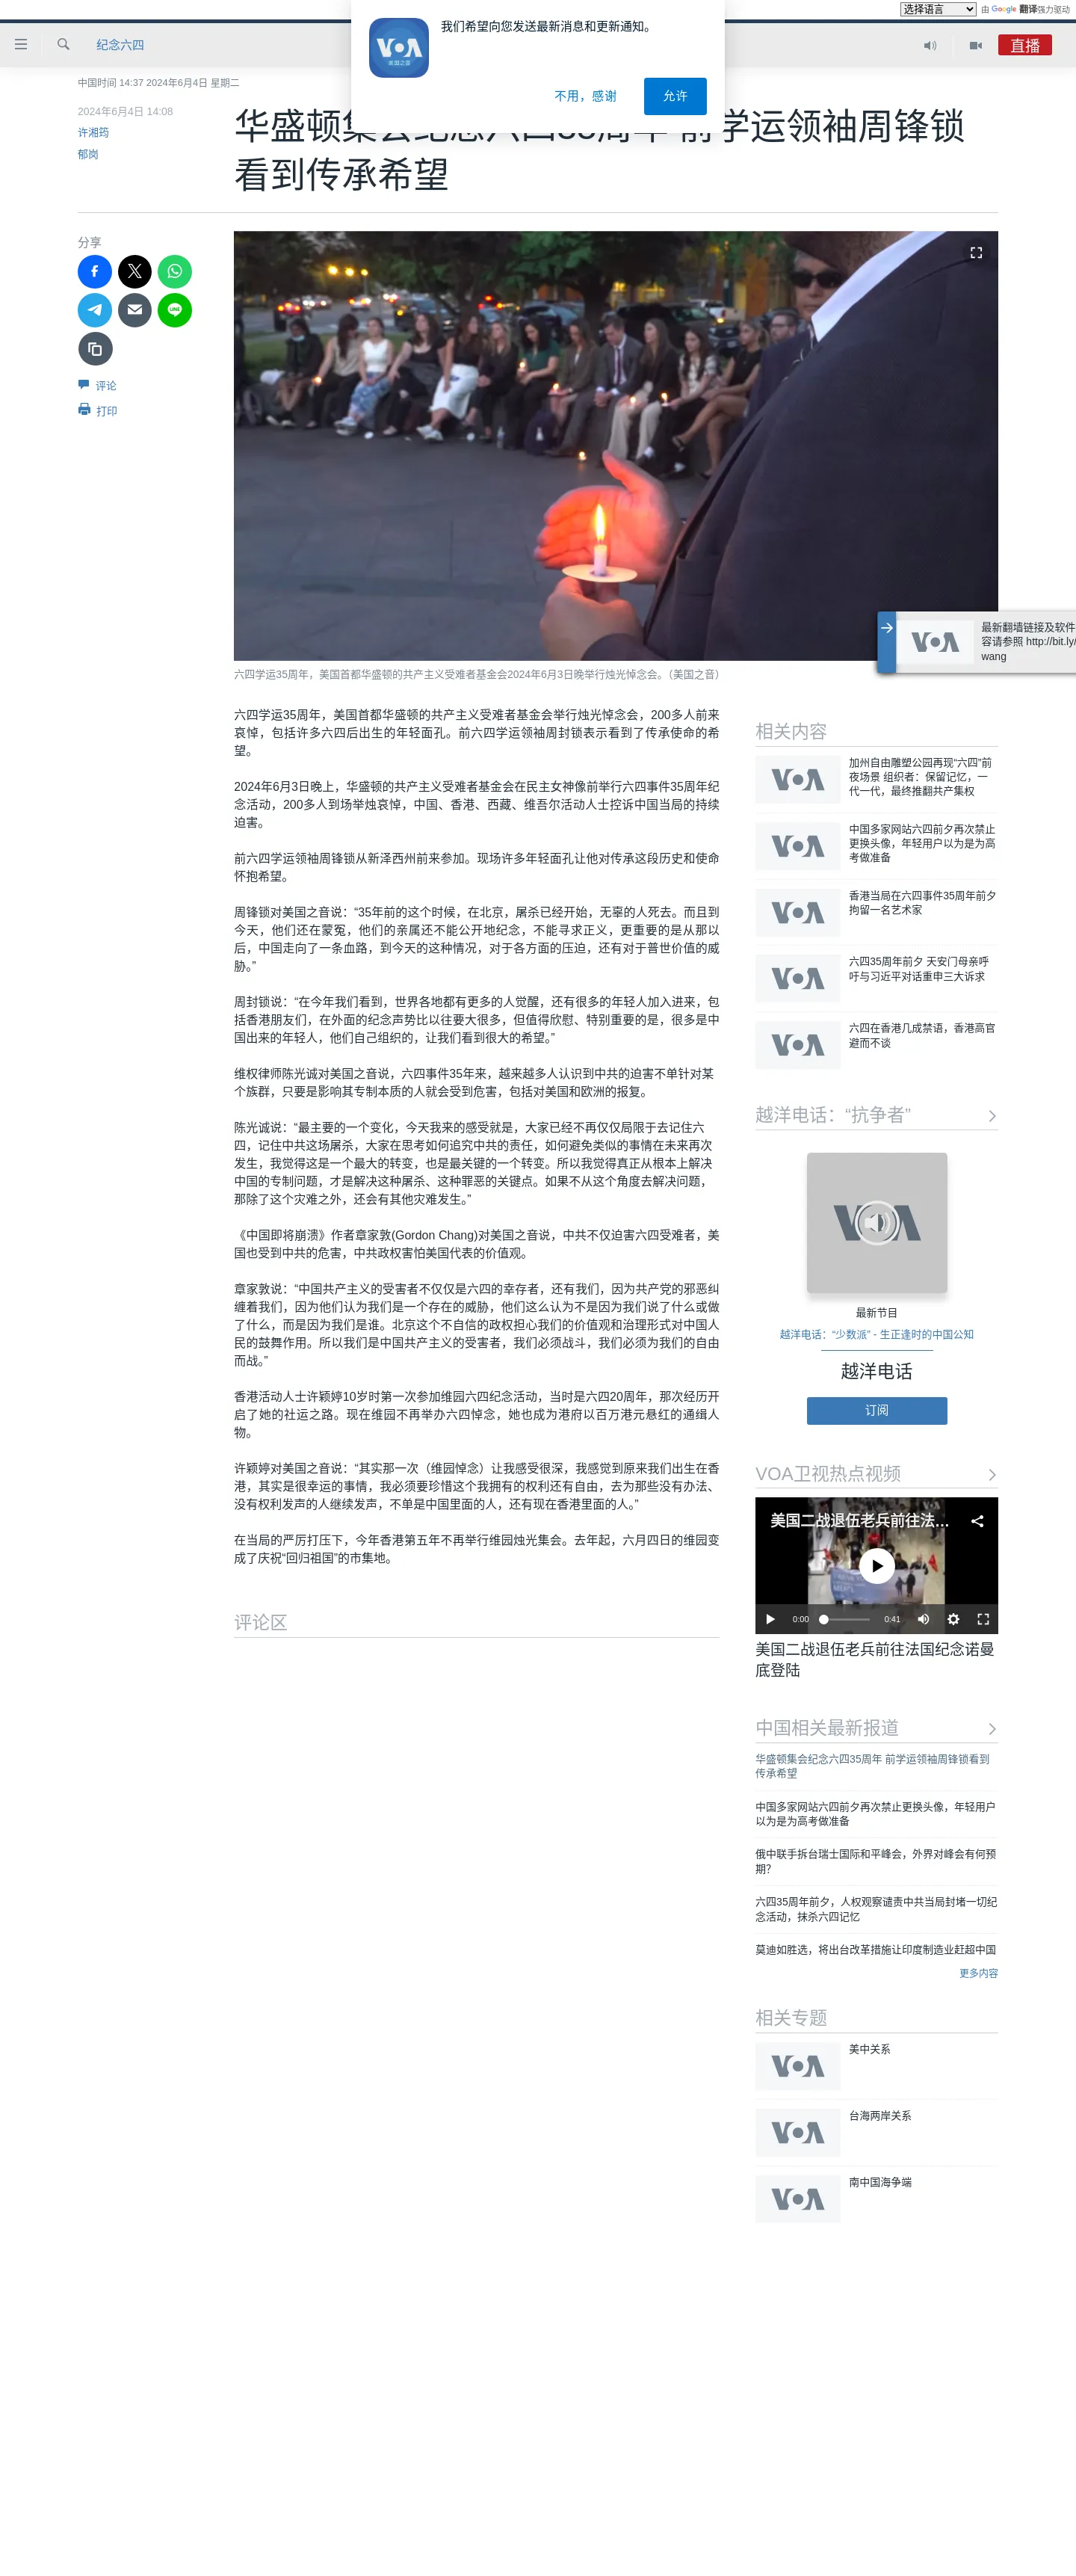 选择语言
由 Google 翻译强力驱动
纪念六四
直播
VOA
美国之音
我们希望向您发送最新消息和更新通知。
不用，感谢
允许
中国时间 14:37 2024年6月4日 星期二
2024年6月4日 14:08
许湘筠
郁岗
华盛顿集会纪念六四35周年 前学运领袖周锋锁
看到传承希望
分享
LINE
评论
打印
最新翻墙链接及软件
容请参照 http://bit.ly/
wang
VOA
六四学运35周年，美国首都华盛顿的共产主义受难者基金会2024年6月3日晚举行烛光悼念会。（美国之音）
六四学运35周年，美国首都华盛顿的共产主义受难者基金会举行烛光悼念会，200多人前来
哀悼，包括许多六四后出生的年轻面孔。前六四学运领袖周封锁表示看到了传承使命的希
望。
2024年6月3日晚上，华盛顿的共产主义受难者基金会在民主女神像前举行六四事件35周年纪
念活动，200多人到场举烛哀悼，中国、香港、西藏、维吾尔活动人士控诉中国当局的持续
迫害。
前六四学运领袖周锋锁从新泽西州前来参加。现场许多年轻面孔让他对传承这段历史和使命
怀抱希望。
周锋锁对美国之音说：“35年前的这个时候，在北京，屠杀已经开始，无辜的人死去。而且到
今天，他们还在蒙冤，他们的亲属还不能公开地纪念，不能寻求正义，更重要的是从那以
后，中国走向了一条血路，到今天的这种情况，对于各方面的压迫，还有对于普世价值的威
胁。”
周封锁说：“在今年我们看到，世界各地都有更多的人觉醒，还有很多的年轻人加入进来，包
括香港朋友们，在外面的纪念声势比以往要大很多，但值得欣慰、特别重要的是，很多是中
国出来的年轻人，他们自己组织的，让我们看到很大的希望。”
维权律师陈光诚对美国之音说，六四事件35年来，越来越多人认识到中共的迫害不单针对某
个族群，只要是影响其专制本质的人就会受到危害，包括对美国和欧洲的报复。
陈光诚说：“最主要的一个变化，今天我来的感受就是，大家已经不再仅仅局限于去记住六
四，记住中共这场屠杀，大家在思考如何追究中共的责任，如何避免类似的事情在未来再次
发生，我觉得这是一个最大的转变，也是最关键的一个转变。所以我觉得真正从根本上解决
中国的专制问题，才是解决这种屠杀、这种罪恶的关键点。如果不从这个角度去解决问题，
那除了这个灾难之外，还会有其他灾难发生。”
《中国即将崩溃》作者章家敦(Gordon Chang)对美国之音说，中共不仅迫害六四受难者，美
国也受到中共的危害，中共政权害怕美国代表的价值观。
章家敦说：“中国共产主义的受害者不仅仅是六四的幸存者，还有我们，因为共产党的邪恶纠
缠着我们，因为他们认为我们是一个存在的威胁，他们这么认为不是因为我们说了什么或做
了什么，而是因为我们是谁。北京这个不自信的政权担心我们的价值观和治理形式对中国人
民的鼓舞作用。所以我们是中国共产主义的受害者，我们必须战斗，我们必须为我们的自由
而战。”
香港活动人士许颖婷10岁时第一次参加维园六四纪念活动，当时是六四20周年，那次经历开
启了她的社运之路。现在维园不再举办六四悼念，她也成为港府以百万港元悬红的通缉人
物。
许颖婷对美国之音说：“其实那一次（维园悼念）让我感受很深，我感觉到原来我们出生在香
港，其实是很幸运的事情，我必须要珍惜这个我拥有的权利还有自由，去为那些没有办法、
没有权利发声的人继续发声，不单是中国里面的人，还有现在香港里面的人。”
在当局的严厉打压下，今年香港第五年不再举行维园烛光集会。去年起，六月四日的维园变
成了庆祝“回归祖国”的市集地。
评论区
相关内容
VOA
加州自由雕塑公园再现“六四”前
夜场景 组织者：保留记忆，一
代一代，最终推翻共产集权
VOA
中国多家网站六四前夕再次禁止
更换头像，年轻用户以为是为高
考做准备
VOA
香港当局在六四事件35周年前夕
拘留一名艺术家
VOA
六四35周年前夕 天安门母亲呼
吁与习近平对话重申三大诉求
VOA
六四在香港几成禁语，香港高官
避而不谈
越洋电话：“抗争者”
VOA
最新节目
越洋电话：“少数派” - 生正逢时的中国公知
越洋电话
订阅
VOA卫视热点视频
美国二战退伍老兵前往法…
0:00
0:41
美国二战退伍老兵前往法国纪念诺曼
底登陆
中国相关最新报道
华盛顿集会纪念六四35周年 前学运领袖周锋锁看到
传承希望
中国多家网站六四前夕再次禁止更换头像，年轻用户
以为是为高考做准备
俄中联手拆台瑞士国际和平峰会，外界对峰会有何预
期？
六四35周年前夕，人权观察谴责中共当局封堵一切纪
念活动，抹杀六四记忆
莫迪如胜选，将出台改革措施让印度制造业赶超中国
更多内容
相关专题
VOA
美中关系
VOA
台海两岸关系
VOA
南中国海争端